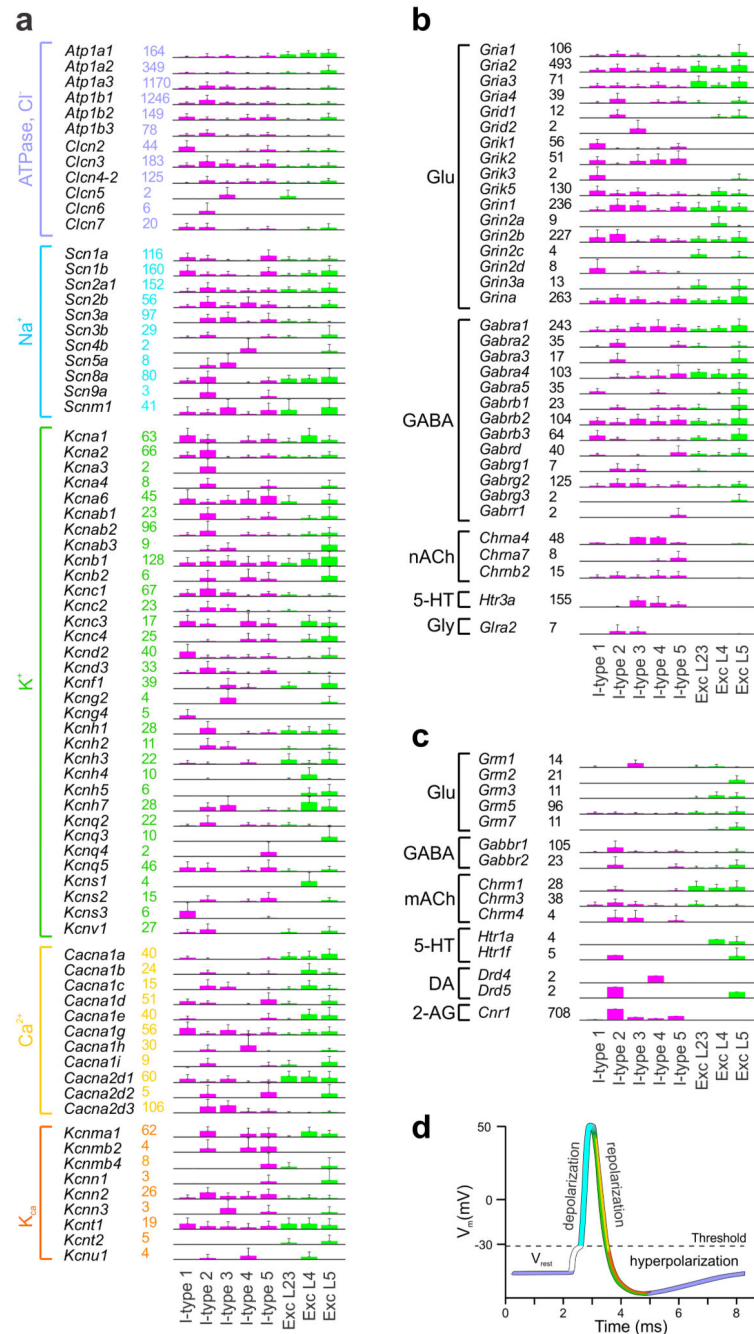 a
ATPase, Cl⁻
Atp1a1 164
Atp1a2 349
Atp1a3 1170
Atp1b1 1246
Atp1b2 149
Atp1b3 78
Clcn2 44
Clcn3 183
Clcn4-2 125
Clcn5 2
Clcn6 6
Clcn7 20
Na⁺
Scn1a 116
Scn1b 160
Scn2a1 152
Scn2b 56
Scn3a 97
Scn3b 29
Scn4b 2
Scn5a 8
Scn8a 80
Scn9a 3
Scnm1 41
K⁺
Kcna1 63
Kcna2 66
Kcna3 2
Kcna4 8
Kcna6 45
Kcnab1 23
Kcnab2 96
Kcnab3 9
Kcnb1 128
Kcnb2 6
Kcnc1 67
Kcnc2 23
Kcnc3 17
Kcnc4 25
Kcnd2 40
Kcnd3 33
Kcnf1 39
Kcng2 4
Kcng4 5
Kcnh1 28
Kcnh2 11
Kcnh3 22
Kcnh4 10
Kcnh5 6
Kcnh7 28
Kcnq2 22
Kcnq3 10
Kcnq4 2
Kcnq5 46
Kcns1 4
Kcns2 15
Kcns3 6
Kcnv1 27
Ca²⁺
Cacna1a 40
Cacna1b 24
Cacna1c 15
Cacna1d 51
Cacna1e 40
Cacna1g 56
Cacna1h 30
Cacna1i 9
Cacna2d1 60
Cacna2d2 5
Cacna2d3 106
Kca
Kcnma1 62
Kcnmb2 4
Kcnmb4 8
Kcnn1 3
Kcnn2 26
Kcnn3 3
Kcnt1 19
Kcnt2 5
Kcnu1 4
I-type 1
I-type 2
I-type 3
I-type 4
I-type 5
Exc L23
Exc L4
Exc L5
b
Glu
Gria1 106
Gria2 493
Gria3 71
Gria4 39
Grid1 12
Grid2 2
Grik1 56
Grik2 51
Grik3 2
Grik5 130
Grin1 236
Grin2a 9
Grin2b 227
Grin2c 4
Grin2d 8
Grin3a 13
Grina 263
GABA
Gabra1 243
Gabra2 35
Gabra3 17
Gabra4 103
Gabra5 35
Gabrb1 23
Gabrb2 104
Gabrb3 64
Gabrd 40
Gabrg1 7
Gabrg2 125
Gabrg3 2
Gabrr1 2
nACh
Chrna4 48
Chrna7 8
Chrnb2 15
5-HT
Htr3a 155
Gly
Glra2 7
I-type 1
I-type 2
I-type 3
I-type 4
I-type 5
Exc L23
Exc L4
Exc L5
c
Glu
Grm1 14
Grm2 21
Grm3 11
Grm5 96
Grm7 11
GABA
Gabbr1 105
Gabbr2 23
mACh
Chrm1 28
Chrm3 38
Chrm4 4
5-HT
Htr1a 4
Htr1f 5
DA
Drd4 2
Drd5 2
2-AG
Cnr1 708
I-type 1
I-type 2
I-type 3
I-type 4
I-type 5
Exc L23
Exc L4
Exc L5
d
50
0
-30
Vm(mV)
depolarization
repolarization
Threshold
Vrest
hyperpolarization
0 2 4 6 8
Time (ms)